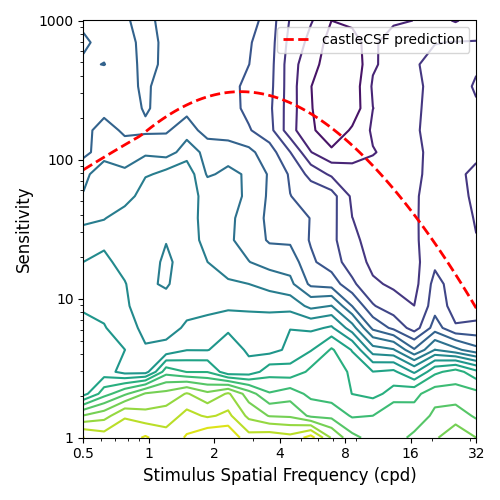 1000
castleCSF prediction
100
Sensitivity
10
1
0.5 1 2 4 8 16 32
Stimulus Spatial Frequency (cpd)